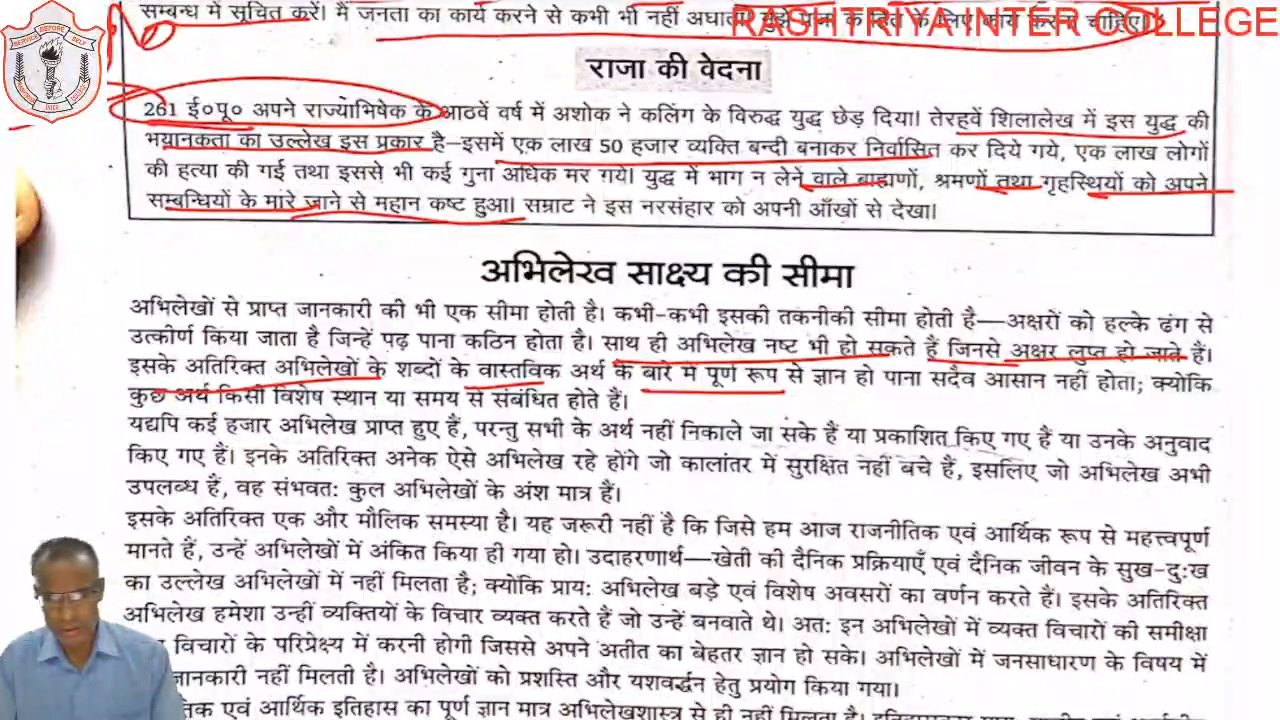 सम्बन्ध में सूचित करें। मैं जनता का कार्य करने से कभी भी नहीं अघाता
RASHTRIYA INTER COLLEGE
राजा की वेदना
261 ई०पू० अपने राज्याभिषेक के आठवें वर्ष में अशोक ने कलिंग के विरुद्ध युद्ध छेड़ दिया। तेरहवें शिलालेख में इस युद्ध की
भयानकता का उल्लेख इस प्रकार है—इसमें एक लाख 50 हजार व्यक्ति बन्दी बनाकर निर्वासित कर दिये गये, एक लाख लोगों
की हत्या की गई तथा इससे भी कई गुना अधिक मर गये। युद्ध में भाग न लेने वाले ब्राह्मणों, श्रमणों तथा गृहस्थियों को अपने
सम्बन्धियों के मारे जाने से महान कष्ट हुआ। सम्राट ने इस नरसंहार को अपनी आँखों से देखा।
अभिलेख साक्ष्य की सीमा
अभिलेखों से प्राप्त जानकारी की भी एक सीमा होती है। कभी-कभी इसकी तकनीकी सीमा होती है—अक्षरों को हल्के ढंग से
उत्कीर्ण किया जाता है जिन्हें पढ़ पाना कठिन होता है। साथ ही अभिलेख नष्ट भी हो सकते हैं जिनसे अक्षर लुप्त हो जाते हैं।
इसके अतिरिक्त अभिलेखों के शब्दों के वास्तविक अर्थ के बारे में पूर्ण रूप से ज्ञान हो पाना सदैव आसान नहीं होता; क्योंकि
कुछ अर्थ किसी विशेष स्थान या समय से संबंधित होते हैं।
यद्यपि कई हजार अभिलेख प्राप्त हुए हैं, परन्तु सभी के अर्थ नहीं निकाले जा सके हैं या प्रकाशित किए गए हैं या उनके अनुवाद
किए गए हैं। इनके अतिरिक्त अनेक ऐसे अभिलेख रहे होंगे जो कालांतर में सुरक्षित नहीं बचे हैं, इसलिए जो अभिलेख अभी
उपलब्ध हैं, वह संभवतः कुल अभिलेखों के अंश मात्र हैं।
इसके अतिरिक्त एक और मौलिक समस्या है। यह जरूरी नहीं है कि जिसे हम आज राजनीतिक एवं आर्थिक रूप से महत्त्वपूर्ण
मानते हैं, उन्हें अभिलेखों में अंकित किया ही गया हो। उदाहरणार्थ—खेती की दैनिक प्रक्रियाएँ एवं दैनिक जीवन के सुख-दुःख
का उल्लेख अभिलेखों में नहीं मिलता है; क्योंकि प्रायः अभिलेख बड़े एवं विशेष अवसरों का वर्णन करते हैं। इसके अतिरिक्त
अभिलेख हमेशा उन्हीं व्यक्तियों के विचार व्यक्त करते हैं जो उन्हें बनवाते थे। अतः इन अभिलेखों में व्यक्त विचारों की समीक्षा
विचारों के परिप्रेक्ष्य में करनी होगी जिससे अपने अतीत का बेहतर ज्ञान हो सके। अभिलेखों में जनसाधारण के विषय में
जानकारी नहीं मिलती है। अभिलेखों को प्रशस्ति और यशवर्द्धन हेतु प्रयोग किया गया।
एवं आर्थिक इतिहास का पूर्ण ज्ञान मात्र अभिलेखशास्त्र से ही नहीं मिलता है।